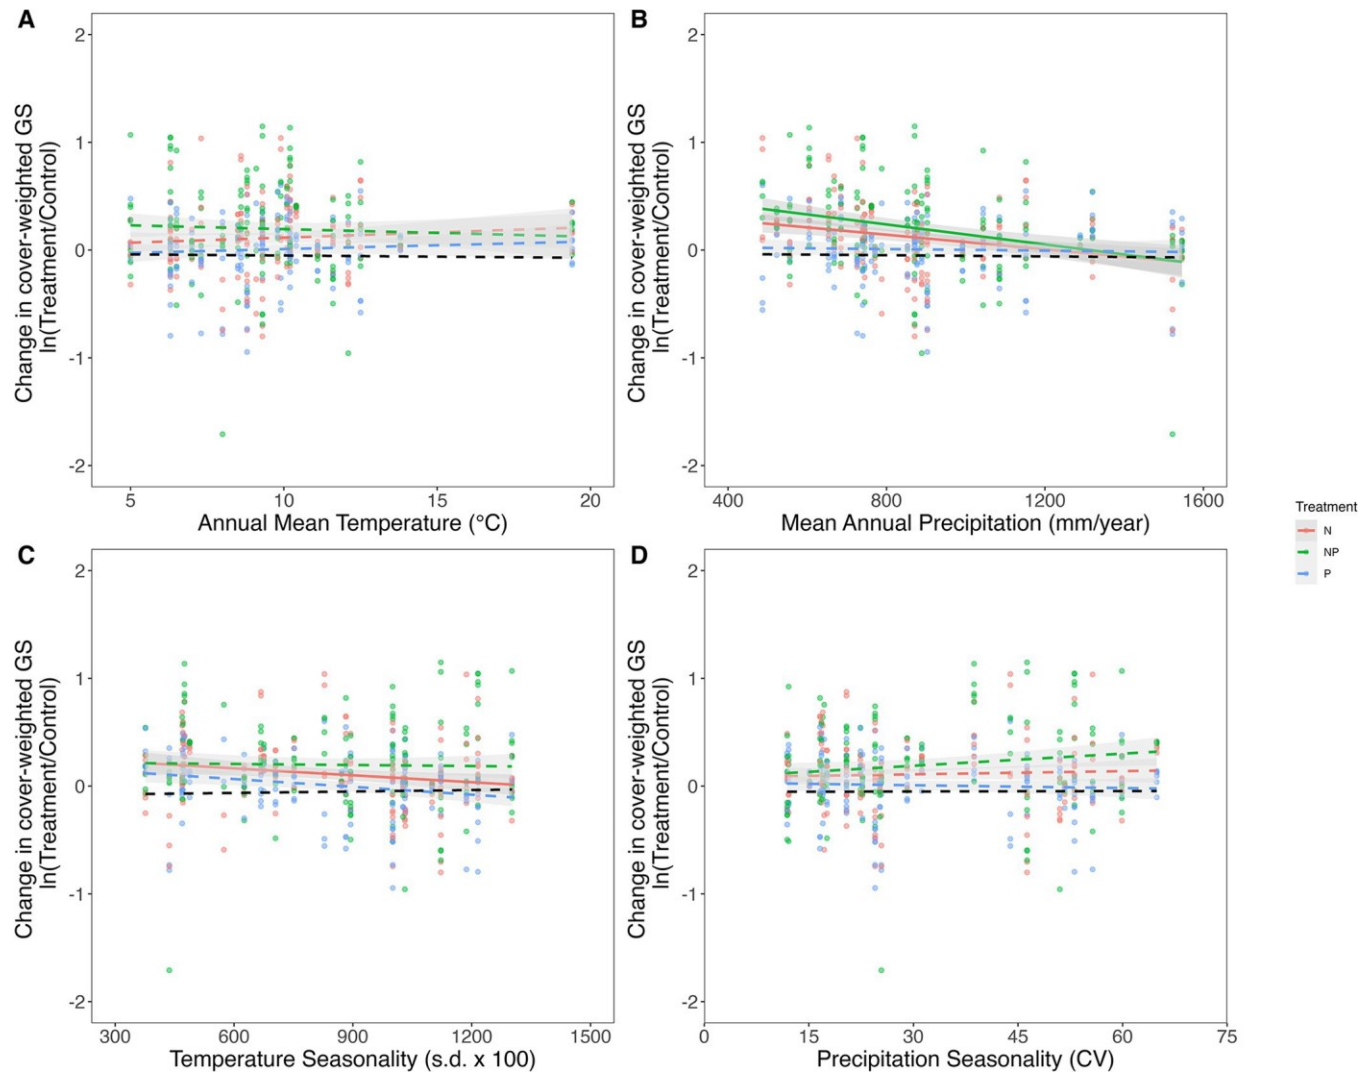 A
2
1
0
-1
-2
Change in cover-weighted GS
ln(Treatment/Control)
5
10
15
20
Annual Mean Temperature (°C)
B
2
1
0
-1
-2
Change in cover-weighted GS
ln(Treatment/Control)
400
800
1200
1600
Mean Annual Precipitation (mm/year)
Treatment
N
NP
P
C
2
1
0
-1
-2
Change in cover-weighted GS
ln(Treatment/Control)
300
600
900
1200
1500
Temperature Seasonality (s.d. x 100)
D
2
1
0
-1
-2
Change in cover-weighted GS
ln(Treatment/Control)
0
15
30
45
60
75
Precipitation Seasonality (CV)